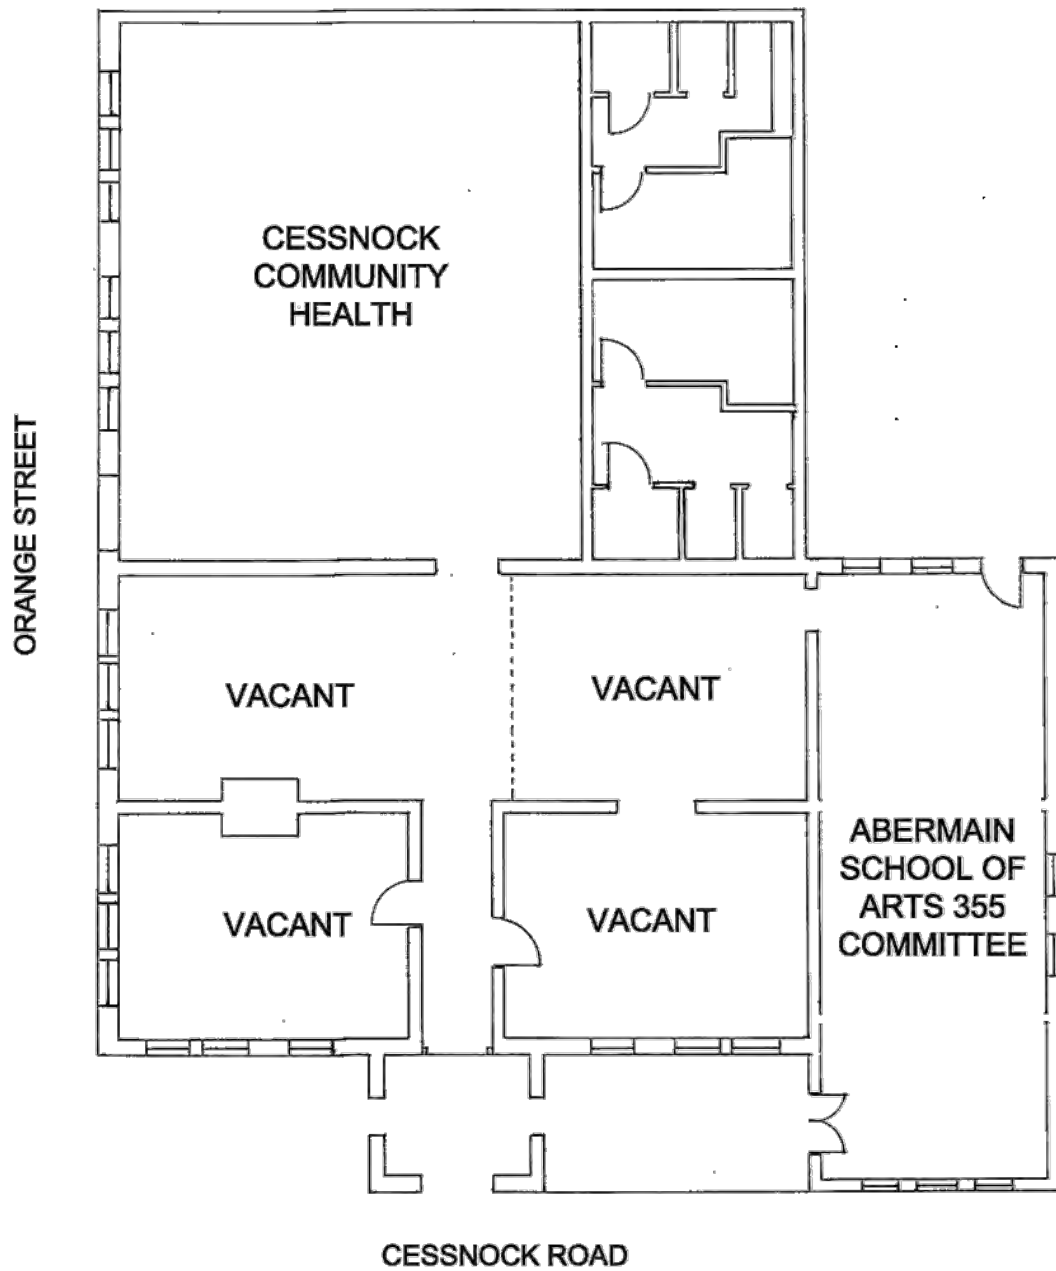 CESSNOCK
COMMUNITY
HEALTH
ORANGE STREET
VACANT
VACANT
VACANT
VACANT
ABERMAIN
SCHOOL OF
ARTS 355
COMMITTEE
CESSNOCK ROAD